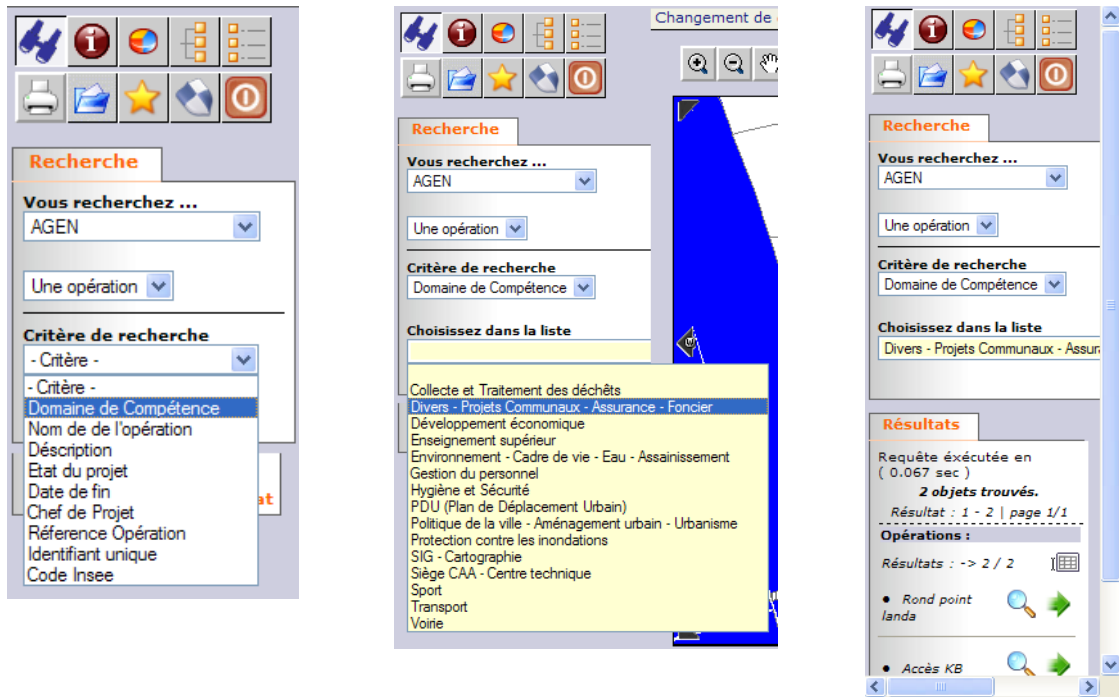 Recherche
Vous recherchez ...
AGEN
Une opération
Critère de recherche
- Critère -
- Critère -
Domaine de Compétence
Nom de de l'opération
Déscription
Etat du projet
Date de fin
Chef de Projet
Réference Opération
Identifiant unique
Code Insee
at
Changement de
Recherche
Vous recherchez ...
AGEN
Une opération
Critère de recherche
Domaine de Compétence
Choisissez dans la liste
Collecte et Traitement des déchêts
Divers - Projets Communaux - Assurance - Foncier
Développement économique
Enseignement supérieur
Environnement - Cadre de vie - Eau - Assainissement
Gestion du personnel
Hygiène et Sécurité
PDU (Plan de Déplacement Urbain)
Politique de la ville - Aménagement urbain - Urbanisme
Protection contre les inondations
SIG - Cartographie
Siège CAA - Centre technique
Sport
Transport
Voirie
Recherche
Vous recherchez ...
AGEN
Une opération
Critère de recherche
Domaine de Compétence
Choisissez dans la liste
Divers - Projets Communaux - Assur
Résultats
Requête éxécutée en
( 0.067 sec )
2 objets trouvés.
Résultat : 1 - 2 | page 1/1
Opérations :
Résultats : -> 2 / 2
• Rond point
landa
• Accès KB